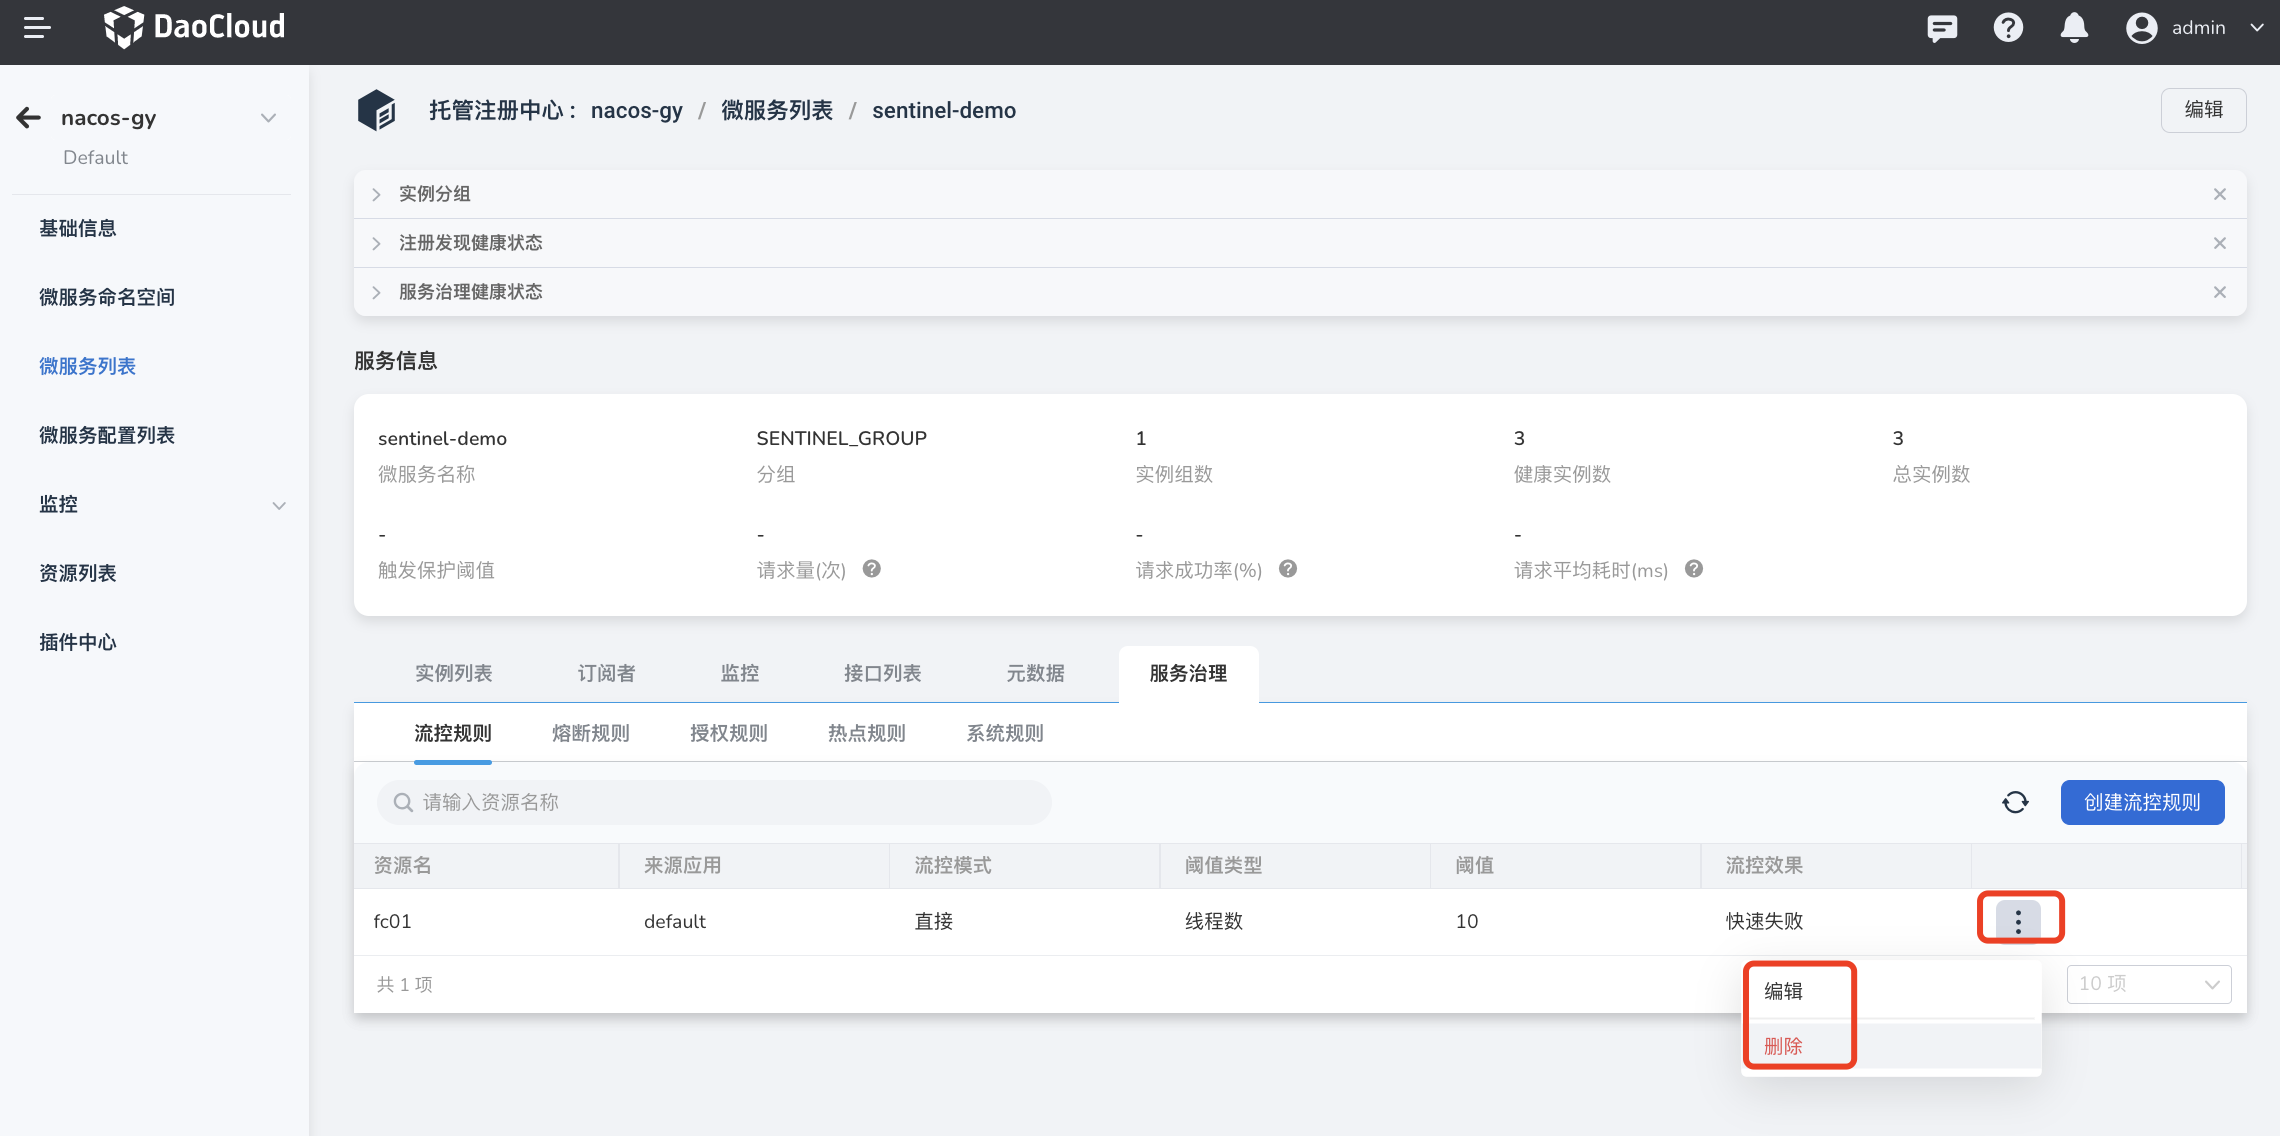 DaoCloud
admin
nacos-gy
Default
基础信息
微服务命名空间
微服务列表
微服务配置列表
监控
资源列表
插件中心
托管注册中心： nacos-gy / 微服务列表 / sentinel-demo
编辑
实例分组
注册发现健康状态
服务治理健康状态
服务信息
sentinel-demo SENTINEL_GROUP 1 3 3
微服务名称 分组 实例组数 健康实例数 总实例数
- - - -
触发保护阈值 请求量(次) 请求成功率(%) 请求平均耗时(ms)
实例列表 订阅者 监控 接口列表 元数据 服务治理
流控规则 熔断规则 授权规则 热点规则 系统规则
请输入资源名称 创建流控规则
资源名 来源应用 流控模式 阈值类型 阈值 流控效果
fc01 default 直接 线程数 10 快速失败
共 1 项 10 项
编辑
删除